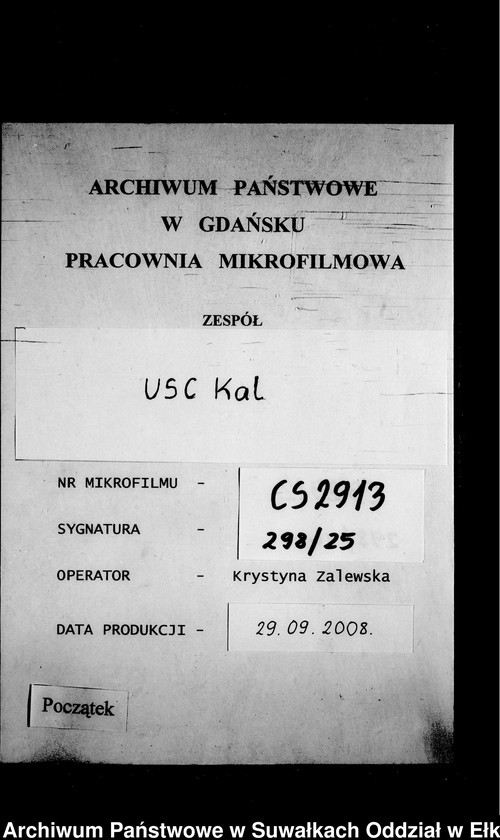 ARCHIWUM PAŃSTWOWE
W GDAŃSKU
PRACOWNIA MIKROFILMOWA
ZESPÓŁ
USC Kal
NR MIKROFILMU - CS2913
SYGNATURA - 298/25
OPERATOR - Krystyna Zalewska
DATA PRODUKCJI - 29.09.2008.
Początek
Archiwum Państwowe w Suwałkach Oddział w Ełk